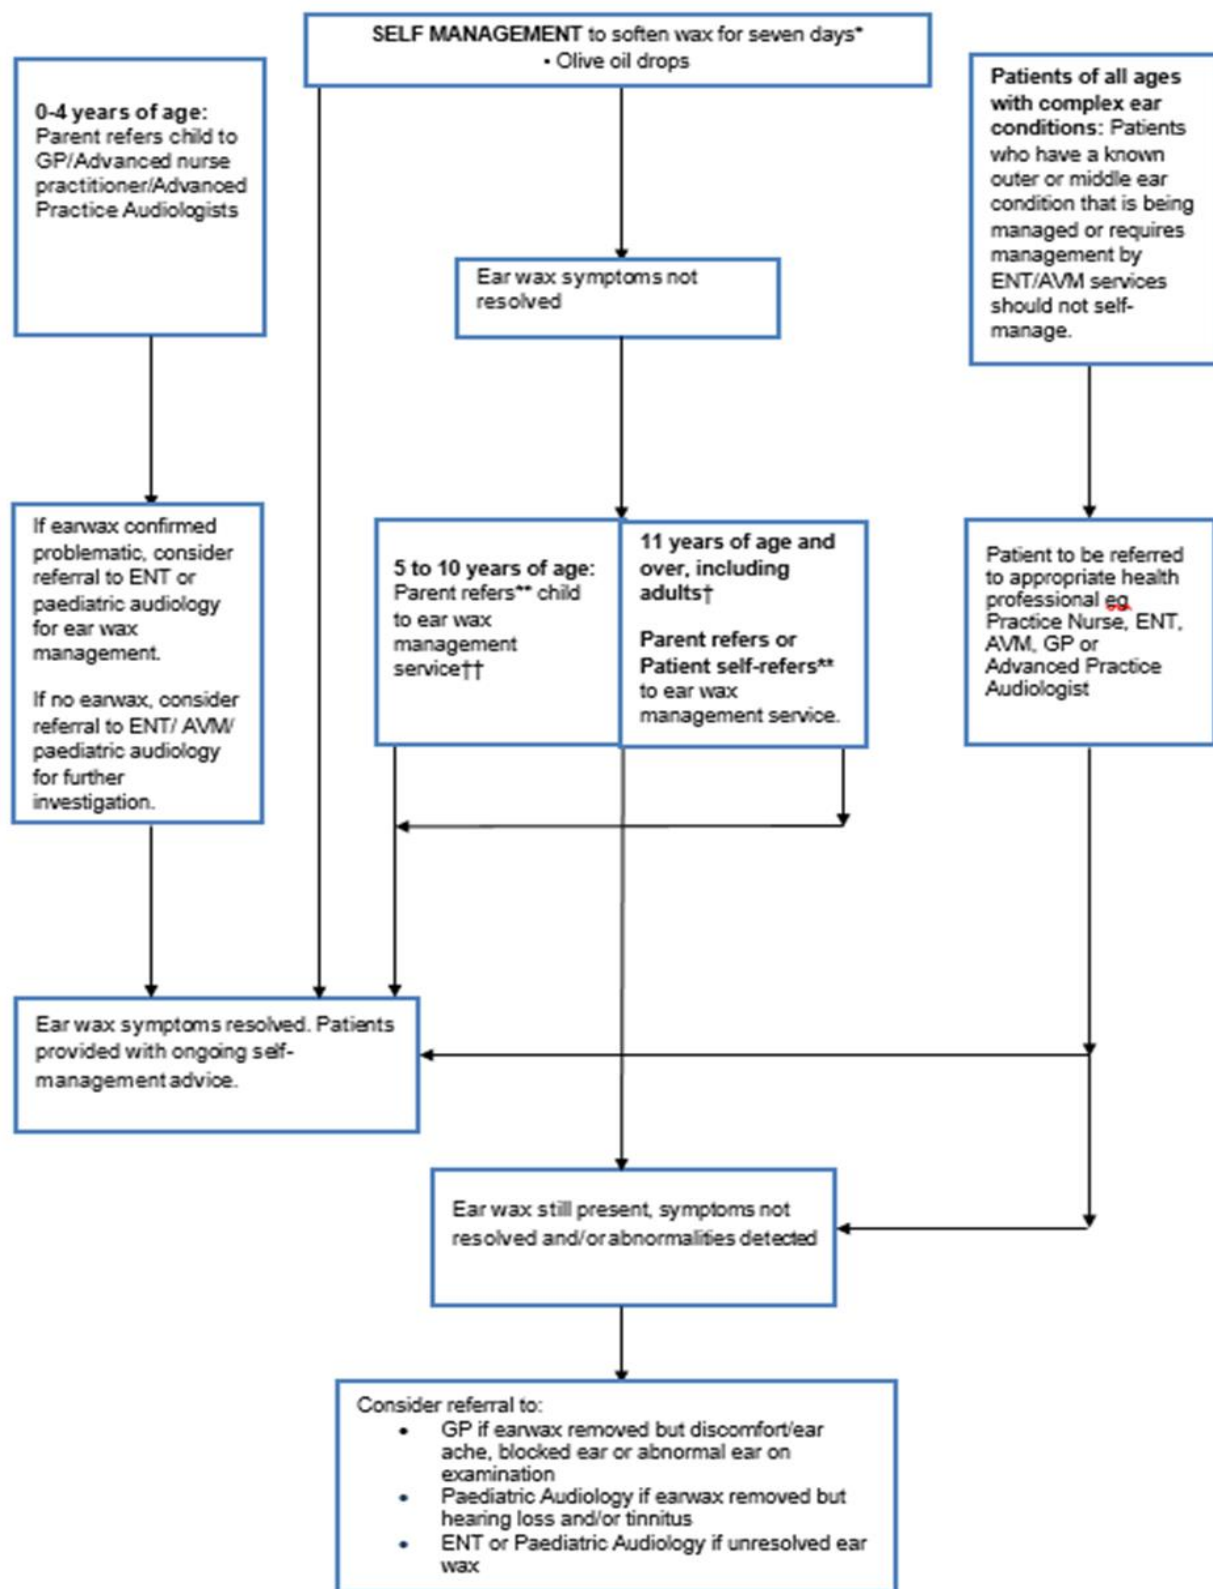 SELF MANAGEMENT to soften wax for seven days*
• Olive oil drops
0-4 years of age:
Parent refers child to
GP/Advanced nurse
practitioner/Advanced
Practice Audiologists
Patients of all ages
with complex ear
conditions: Patients
who have a known
outer or middle ear
condition that is being
managed or requires
management by
ENT/AVM services
should not self-
manage.
Ear wax symptoms not
resolved
If earwax confirmed
problematic, consider
referral to ENT or
paediatric audiology
for ear wax
management.
If no earwax, consider
referral to ENT/ AVM/
paediatric audiology
for further
investigation.
5 to 10 years of age:
Parent refers** child
to ear wax
management
service††
11 years of age and
over, including
adults†
Parent refers or
Patient self-refers**
to ear wax
management service.
Patient to be referred
to appropriate health
professional eg
Practice Nurse, ENT,
AVM, GP or
Advanced Practice
Audiologist
Ear wax symptoms resolved. Patients
provided with ongoing self-
management advice.
Ear wax still present, symptoms not
resolved and/or abnormalities detected
Consider referral to:
• GP if earwax removed but discomfort/ear
ache, blocked ear or abnormal ear on
examination
• Paediatric Audiology if earwax removed but
hearing loss and/or tinnitus
• ENT or Paediatric Audiology if unresolved ear
wax